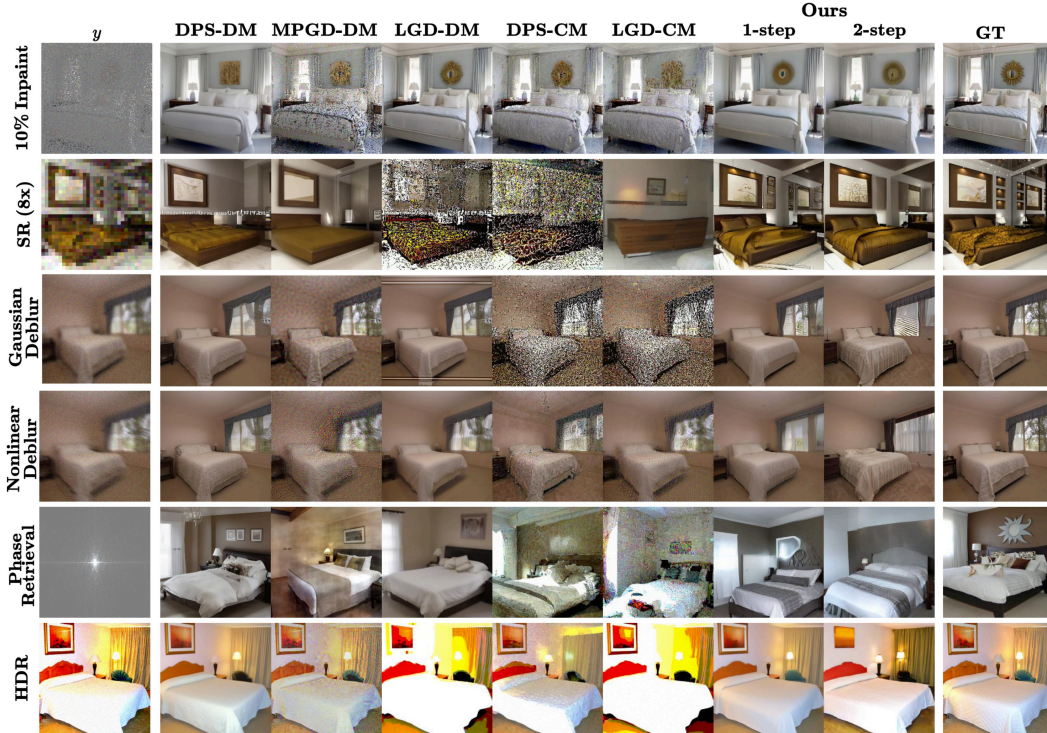 Ours
y DPS-DM MPGD-DM LGD-DM DPS-CM LGD-CM 1-step 2-step GT
10% Inpaint
SR (8x)
Gaussian
Deblur
Nonlinear
Deblur
Phase
Retrieval
HDR